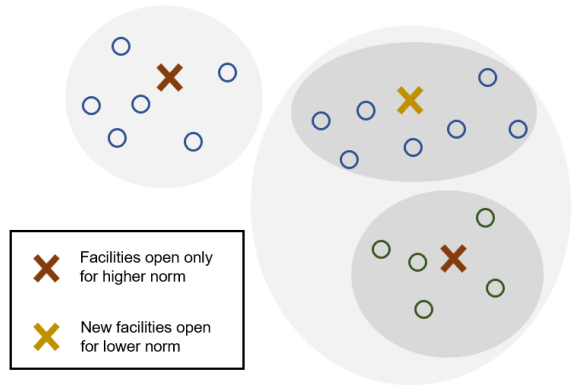 Facilities open only
for higher norm
New facilities open
for lower norm